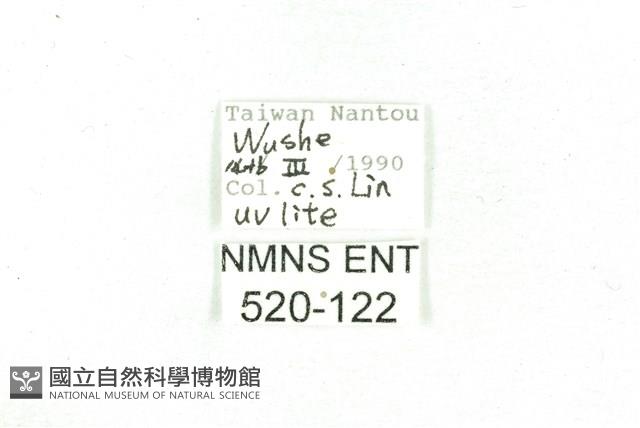 Taiwan Nantou
Wushe
III /1990
Col. C. S. Lin
uv lite
NMNS ENT
520-122
國立自然科學博物館
NATIONAL MUSEUM OF NATURAL SCIENCE